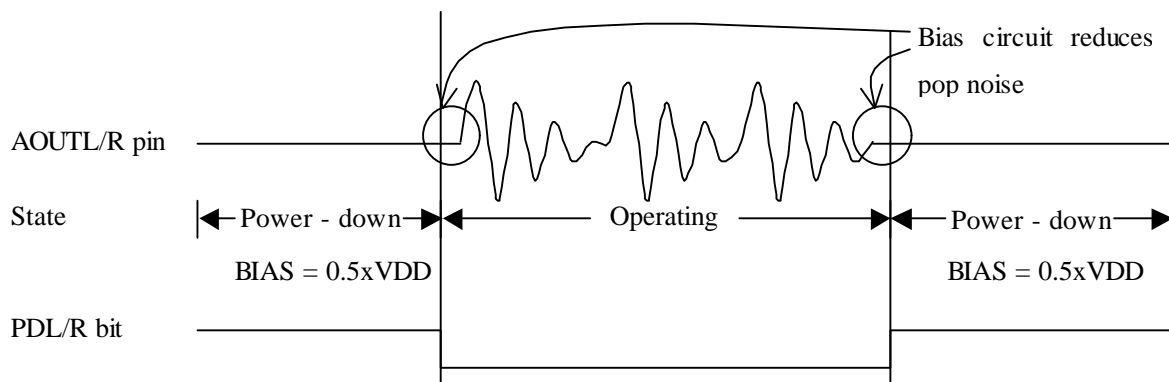 Bias circuit reduces
pop noise
AOUTL/R pin
State
Power - down
Operating
Power - down
BIAS = 0.5xVDD
BIAS = 0.5xVDD
PDL/R bit